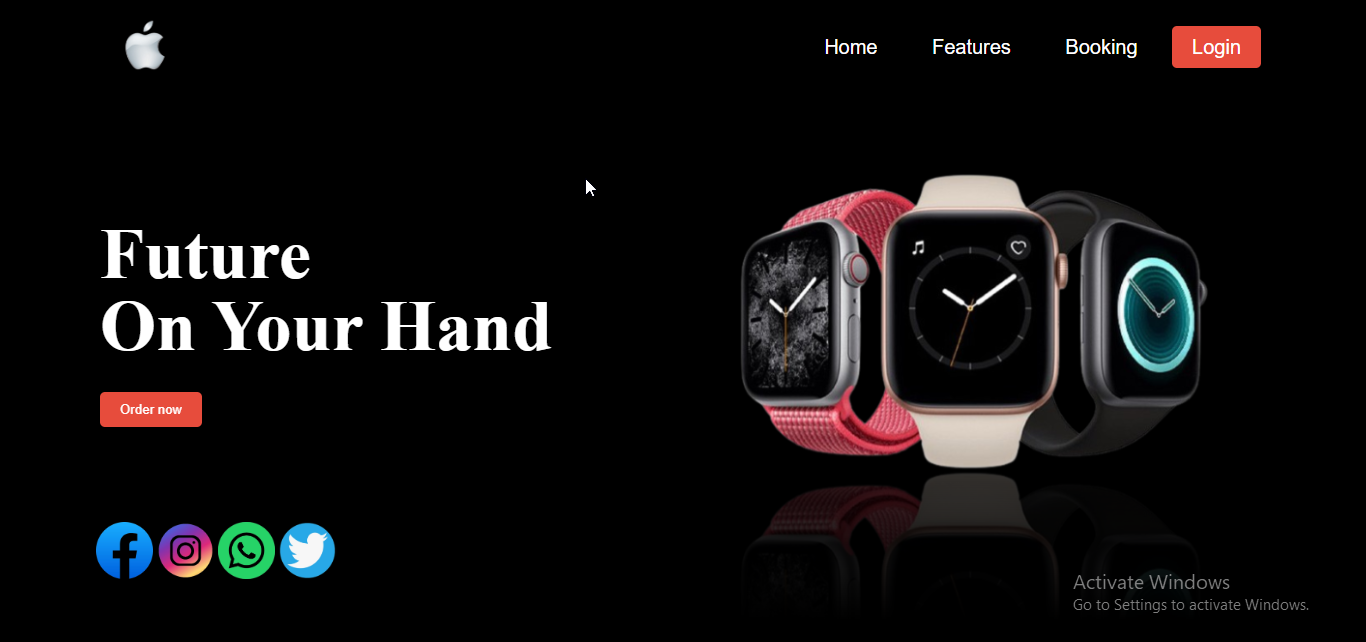 Home
Features
Booking
Login
Future
On Your Hand
Order now
Activate Windows
Go to Settings to activate Windows.